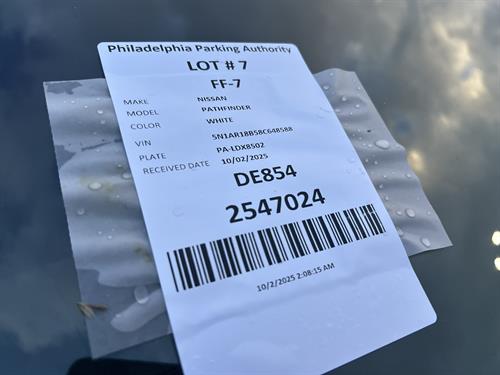 Philadelphia Parking Authority
LOT # 7
FF-7
MAKE NISSAN
MODEL PATHFINDER
COLOR WHITE
VIN 5N1AR18B58C648588
PLATE PA-LDX8502
RECEIVED DATE 10/02/2025
DE854
2547024
10/2/2025 2:08:15 AM